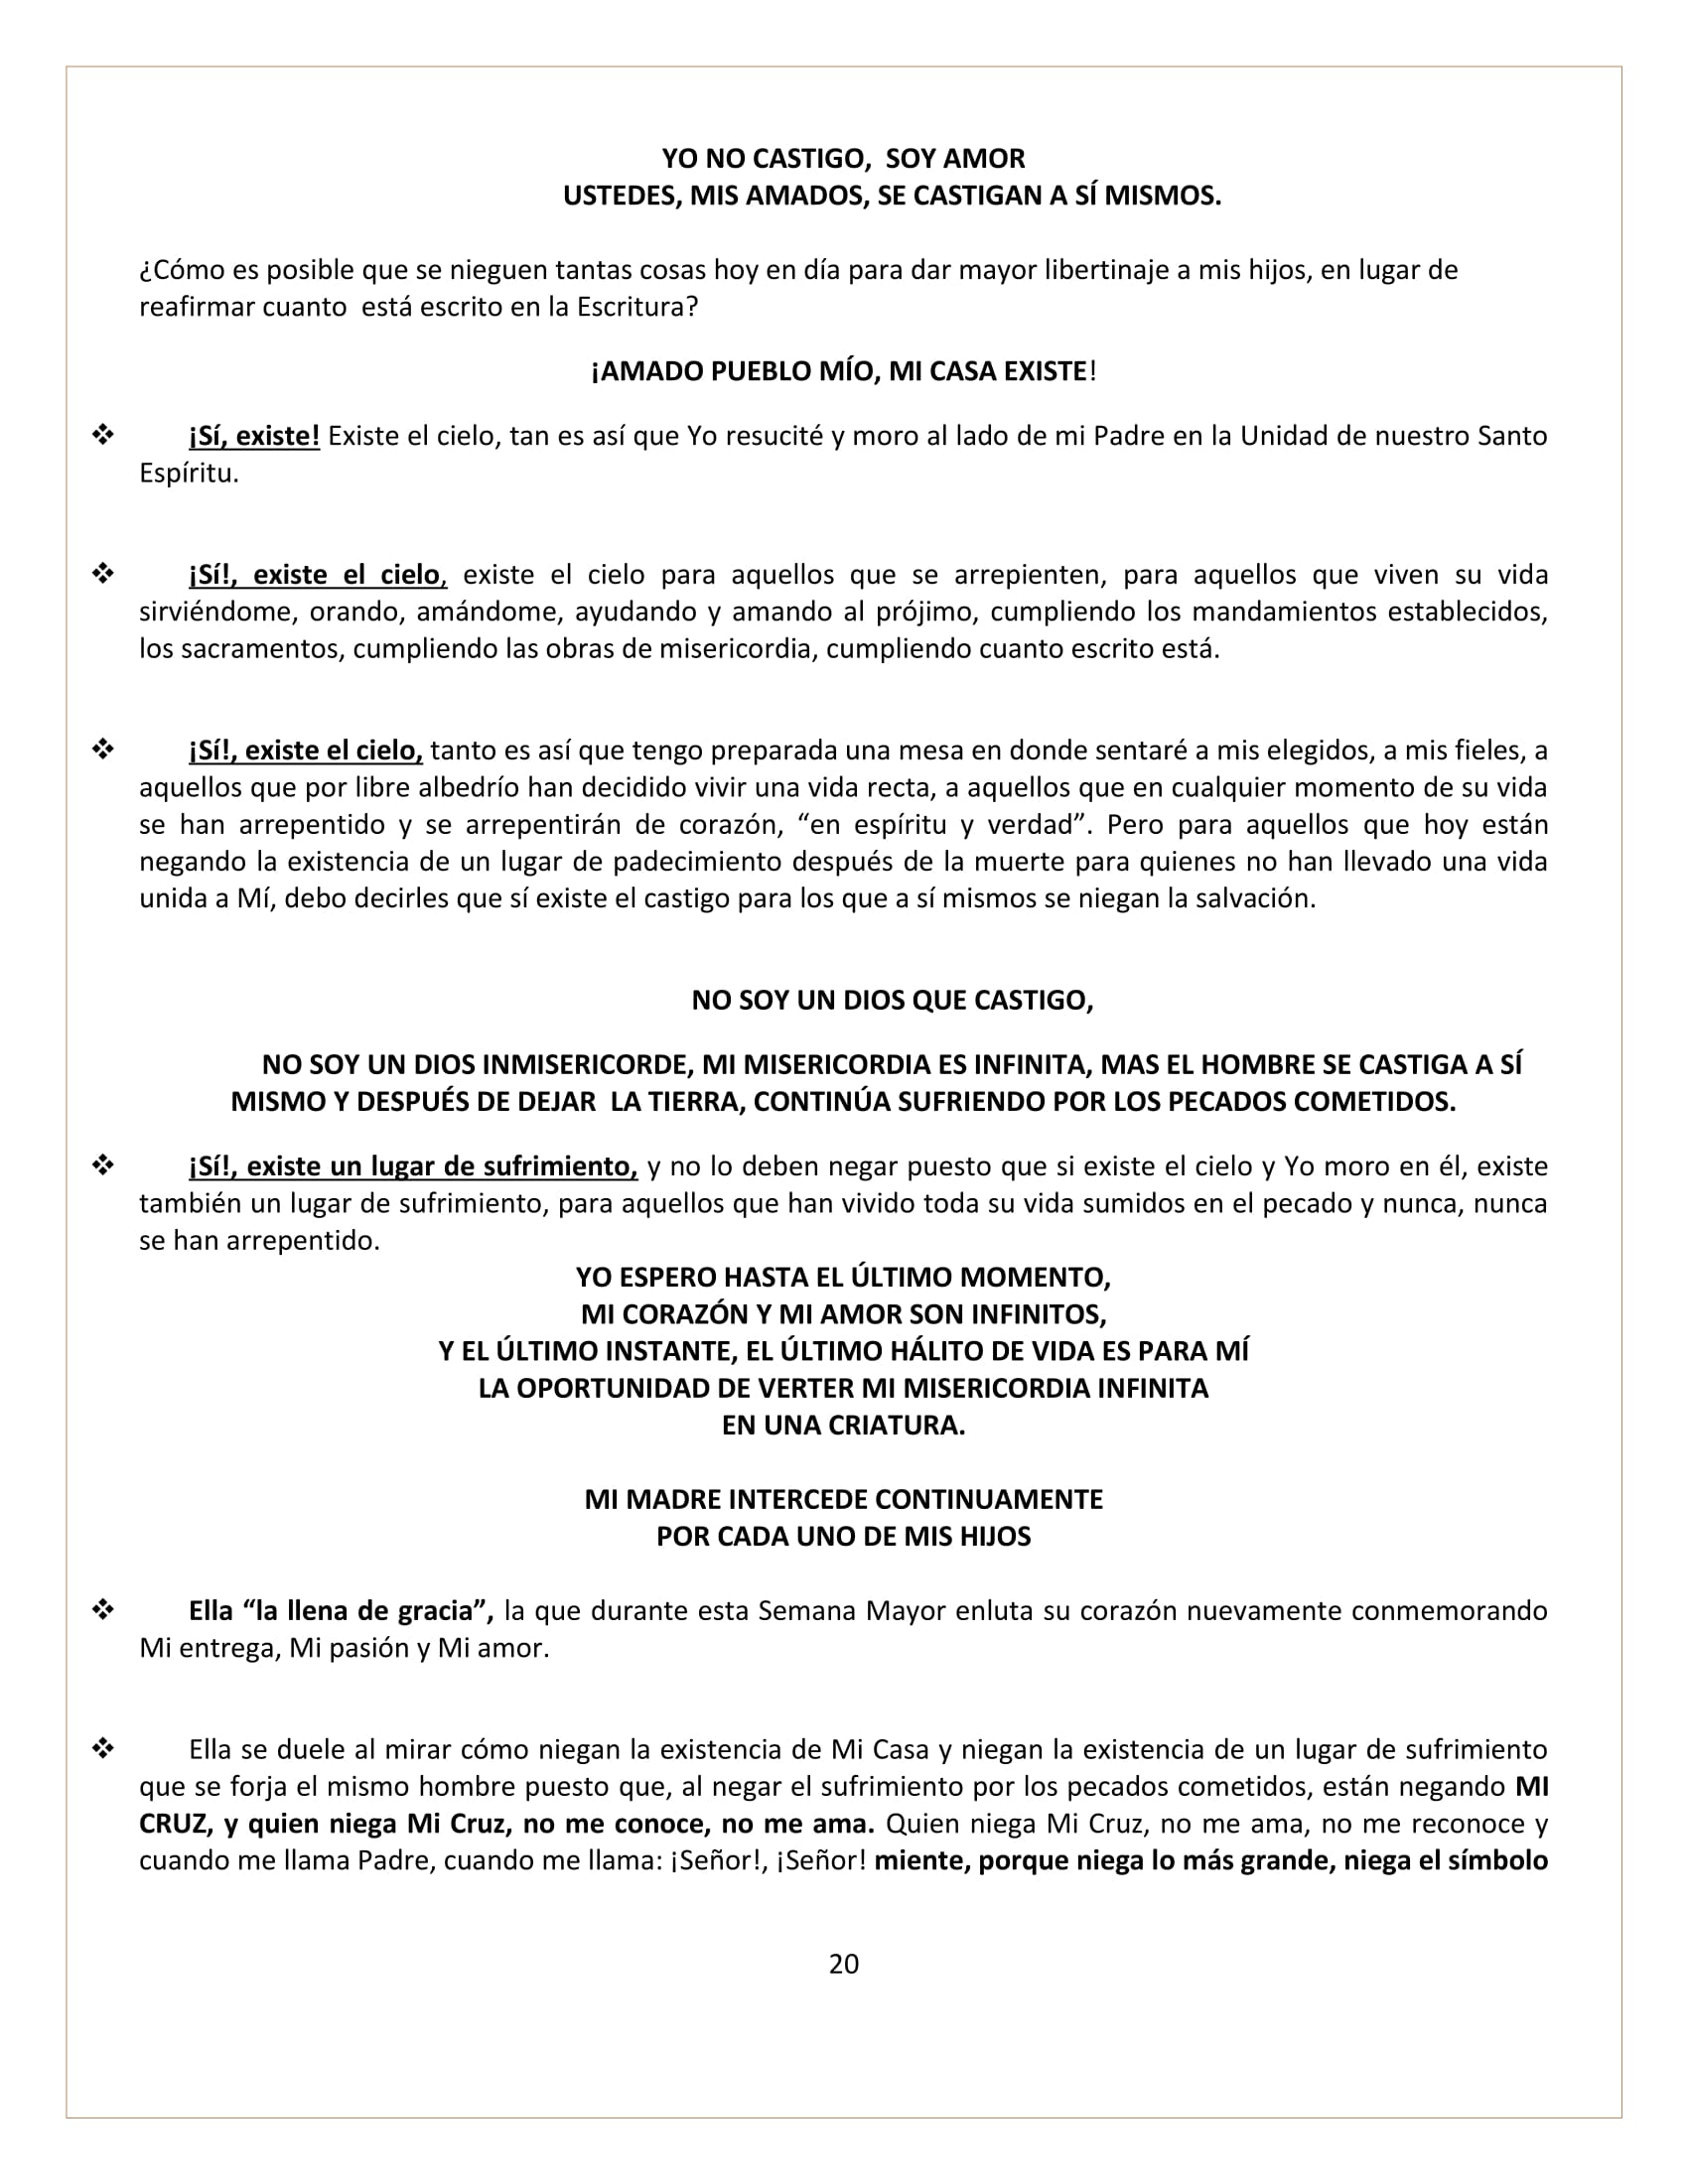 YO NO CASTIGO,  SOY AMOR
USTEDES, MIS AMADOS, SE CASTIGAN A SÍ MISMOS.
¿Cómo es posible que se nieguen tantas cosas hoy en día para dar mayor libertinaje a mis hijos, en lugar de
reafirmar cuanto  está escrito en la Escritura?
¡AMADO PUEBLO MÍO, MI CASA EXISTE!
❖ ¡Sí, existe! Existe el cielo, tan es así que Yo resucité y moro al lado de mi Padre en la Unidad de nuestro Santo
Espíritu.
❖ ¡Sí!, existe el cielo, existe el cielo para aquellos que se arrepienten, para aquellos que viven su vida
sirviéndome, orando, amándome, ayudando y amando al prójimo, cumpliendo los mandamientos establecidos,
los sacramentos, cumpliendo las obras de misericordia, cumpliendo cuanto escrito está.
❖ ¡Sí!, existe el cielo, tanto es así que tengo preparada una mesa en donde sentaré a mis elegidos, a mis fieles, a
aquellos que por libre albedrío han decidido vivir una vida recta, a aquellos que en cualquier momento de su vida
se han arrepentido y se arrepentirán de corazón, “en espíritu y verdad”. Pero para aquellos que hoy están
negando la existencia de un lugar de padecimiento después de la muerte para quienes no han llevado una vida
unida a Mí, debo decirles que sí existe el castigo para los que a sí mismos se niegan la salvación.
NO SOY UN DIOS QUE CASTIGO,
NO SOY UN DIOS INMISERICORDE, MI MISERICORDIA ES INFINITA, MAS EL HOMBRE SE CASTIGA A SÍ
MISMO Y DESPUÉS DE DEJAR  LA TIERRA, CONTINÚA SUFRIENDO POR LOS PECADOS COMETIDOS.
❖ ¡Sí!, existe un lugar de sufrimiento, y no lo deben negar puesto que si existe el cielo y Yo moro en él, existe
también un lugar de sufrimiento, para aquellos que han vivido toda su vida sumidos en el pecado y nunca, nunca
se han arrepentido.
YO ESPERO HASTA EL ÚLTIMO MOMENTO,
MI CORAZÓN Y MI AMOR SON INFINITOS,
Y EL ÚLTIMO INSTANTE, EL ÚLTIMO HÁLITO DE VIDA ES PARA MÍ
LA OPORTUNIDAD DE VERTER MI MISERICORDIA INFINITA
EN UNA CRIATURA.
MI MADRE INTERCEDE CONTINUAMENTE
POR CADA UNO DE MIS HIJOS
❖ Ella “la llena de gracia”, la que durante esta Semana Mayor enluta su corazón nuevamente conmemorando
Mi entrega, Mi pasión y Mi amor.
❖ Ella se duele al mirar cómo niegan la existencia de Mi Casa y niegan la existencia de un lugar de sufrimiento
que se forja el mismo hombre puesto que, al negar el sufrimiento por los pecados cometidos, están negando MI
CRUZ, y quien niega Mi Cruz, no me conoce, no me ama. Quien niega Mi Cruz, no me ama, no me reconoce y
cuando me llama Padre, cuando me llama: ¡Señor!, ¡Señor! miente, porque niega lo más grande, niega el símbolo
20